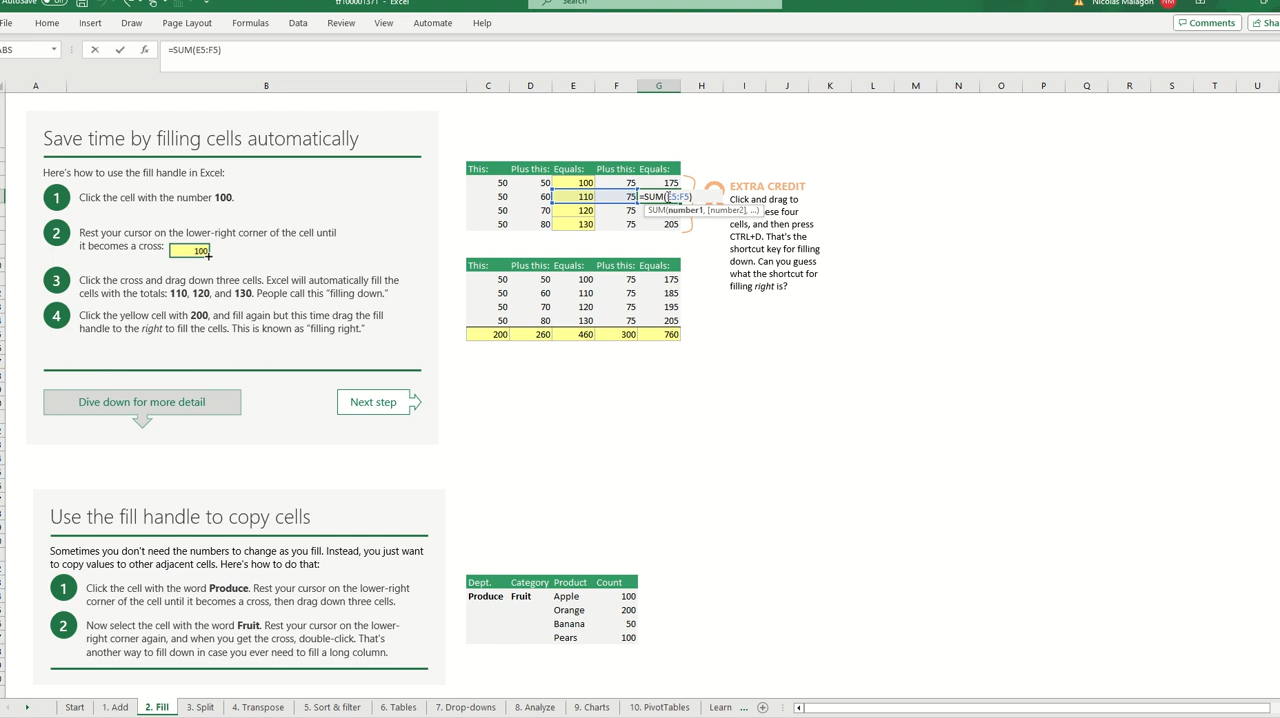 AutoSave
tf100001371 - Excel
Search
Nicolas Malagon
NM
File
Home
Insert
Draw
Page Layout
Formulas
Data
Review
View
Automate
Help
Comments
Sha
ABS
fx
=SUM(E5:F5)
A B C D E F G H I J K L M N O P Q R S T U
Save time by filling cells automatically
Here's how to use the fill handle in Excel:
1 Click the cell with the number 100.
2 Rest your cursor on the lower-right corner of the cell until
it becomes a cross: 100
3 Click the cross and drag down three cells. Excel will automatically fill the
cells with the totals: 110, 120, and 130. People call this "filling down."
4 Click the yellow cell with 200, and fill again but this time drag the fill
handle to the right to fill the cells. This is known as "filling right."
Dive down for more detail
Next step
This: Plus this: Equals: Plus this: Equals:
50 50 100 75 175
50 60 110 75 =SUM(E5:F5)
SUM(number1, [number2], ...)
50 70 120 75
50 80 130 75 205
EXTRA CREDIT
Click and drag to
ese four
cells, and then press
CTRL+D. That's the
shortcut key for filling
down. Can you guess
what the shortcut for
filling right is?
This: Plus this: Equals: Plus this: Equals:
50 50 100 75 175
50 60 110 75 185
50 70 120 75 195
50 80 130 75 205
200 260 460 300 760
Use the fill handle to copy cells
Sometimes you don't need the numbers to change as you fill. Instead, you just want
to copy values to other adjacent cells. Here's how to do that:
1 Click the cell with the word Produce. Rest your cursor on the lower-right
corner of the cell until it becomes a cross, then drag down three cells.
2 Now select the cell with the word Fruit. Rest your cursor on the lower-
right corner again, and when you get the cross, double-click. That's
another way to fill down in case you ever need to fill a long column.
Dept. Category Product Count
Produce Fruit Apple 100
Orange 200
Banana 50
Pears 100
Start
1. Add
2. Fill
3. Split
4. Transpose
5. Sort & filter
6. Tables
7. Drop-downs
8. Analyze
9. Charts
10. PivotTables
Learn
...